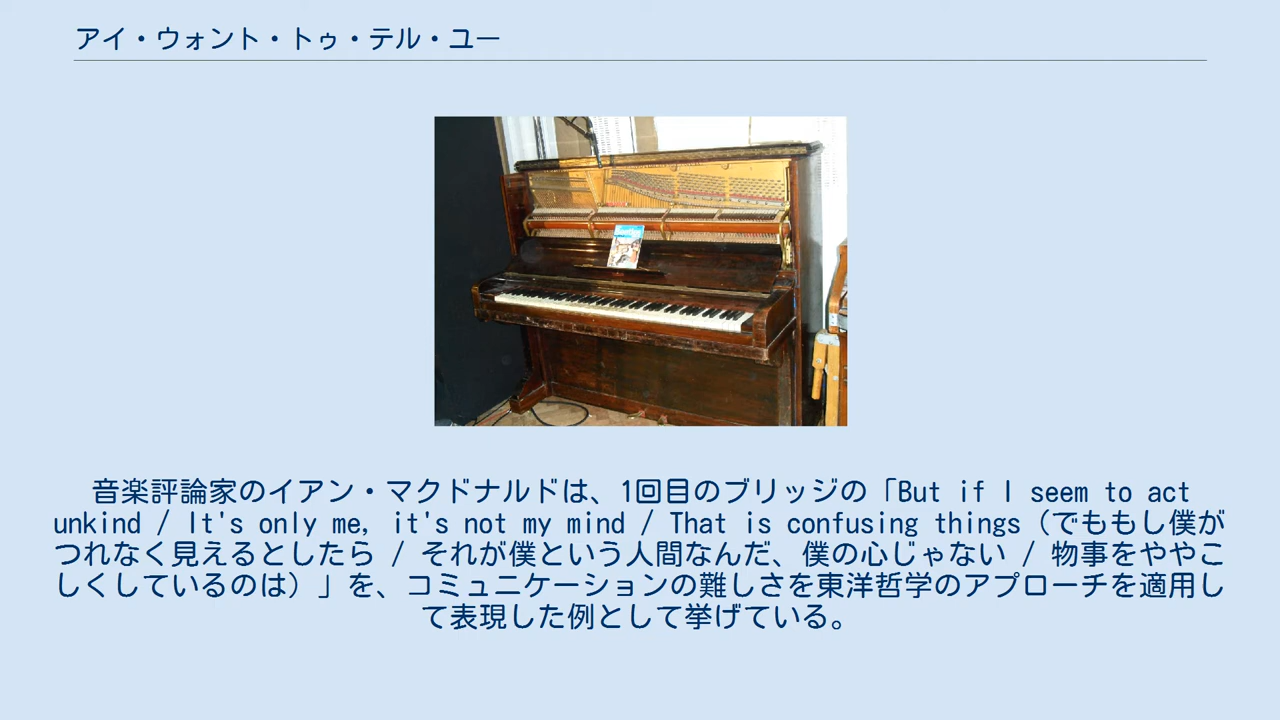 アイ・ウォント・トゥ・テル・ユー
音楽評論家のイアン・マクドナルドは、1回目のブリッジの「But if I seem to act
unkind / It's only me, it's not my mind / That is confusing things（でももし僕が
つれなく見えるとしたら / それが僕という人間なんだ、僕の心じゃない / 物事をややこ
しくしているのは）」を、コミュニケーションの難しさを東洋哲学のアプローチを適用し
て表現した例として挙げている。